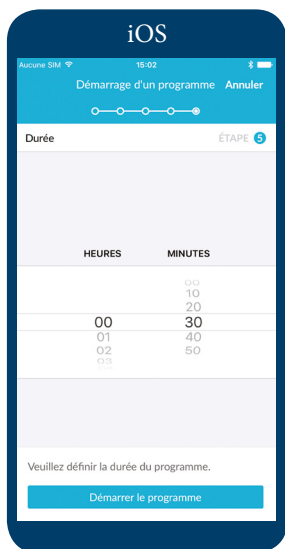 iOS
Aucune SIM 15:02
Démarrage d'un programme Annuler
Durée ÉTAPE 5
HEURES MINUTES
00
10
20
00 30
01 40
02 50
03
Veuillez définir la durée du programme.
Démarrer le programme